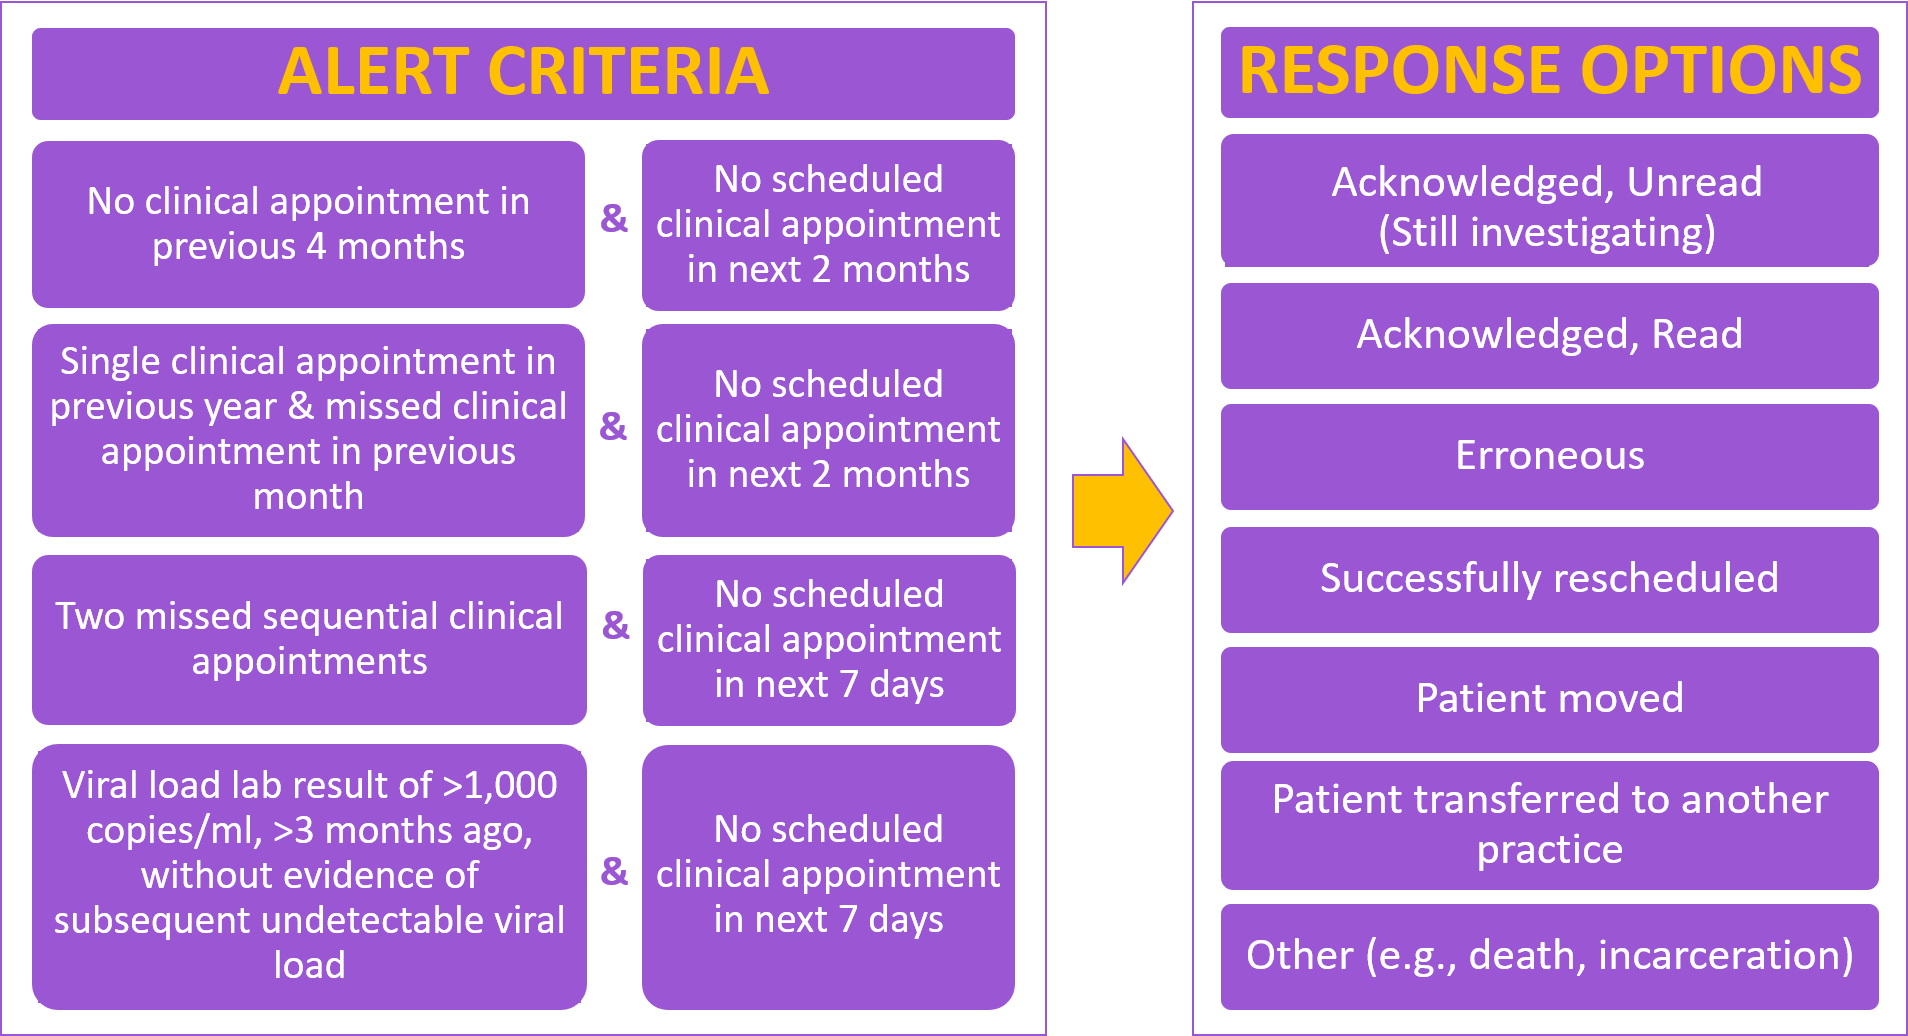 ALERT CRITERIA
No clinical appointment in
previous 4 months
&
No scheduled
clinical appointment
in next 2 months
Single clinical appointment in
previous year & missed clinical
appointment in previous
month
&
No scheduled
clinical appointment
in next 2 months
Two missed sequential clinical
appointments
&
No scheduled
clinical appointment
in next 7 days
Viral load lab result of >1,000
copies/ml, >3 months ago,
without evidence of
subsequent undetectable viral
load
&
No scheduled
clinical appointment
in next 7 days
RESPONSE OPTIONS
Acknowledged, Unread
(Still investigating)
Acknowledged, Read
Erroneous
Successfully rescheduled
Patient moved
Patient transferred to another
practice
Other (e.g., death, incarceration)